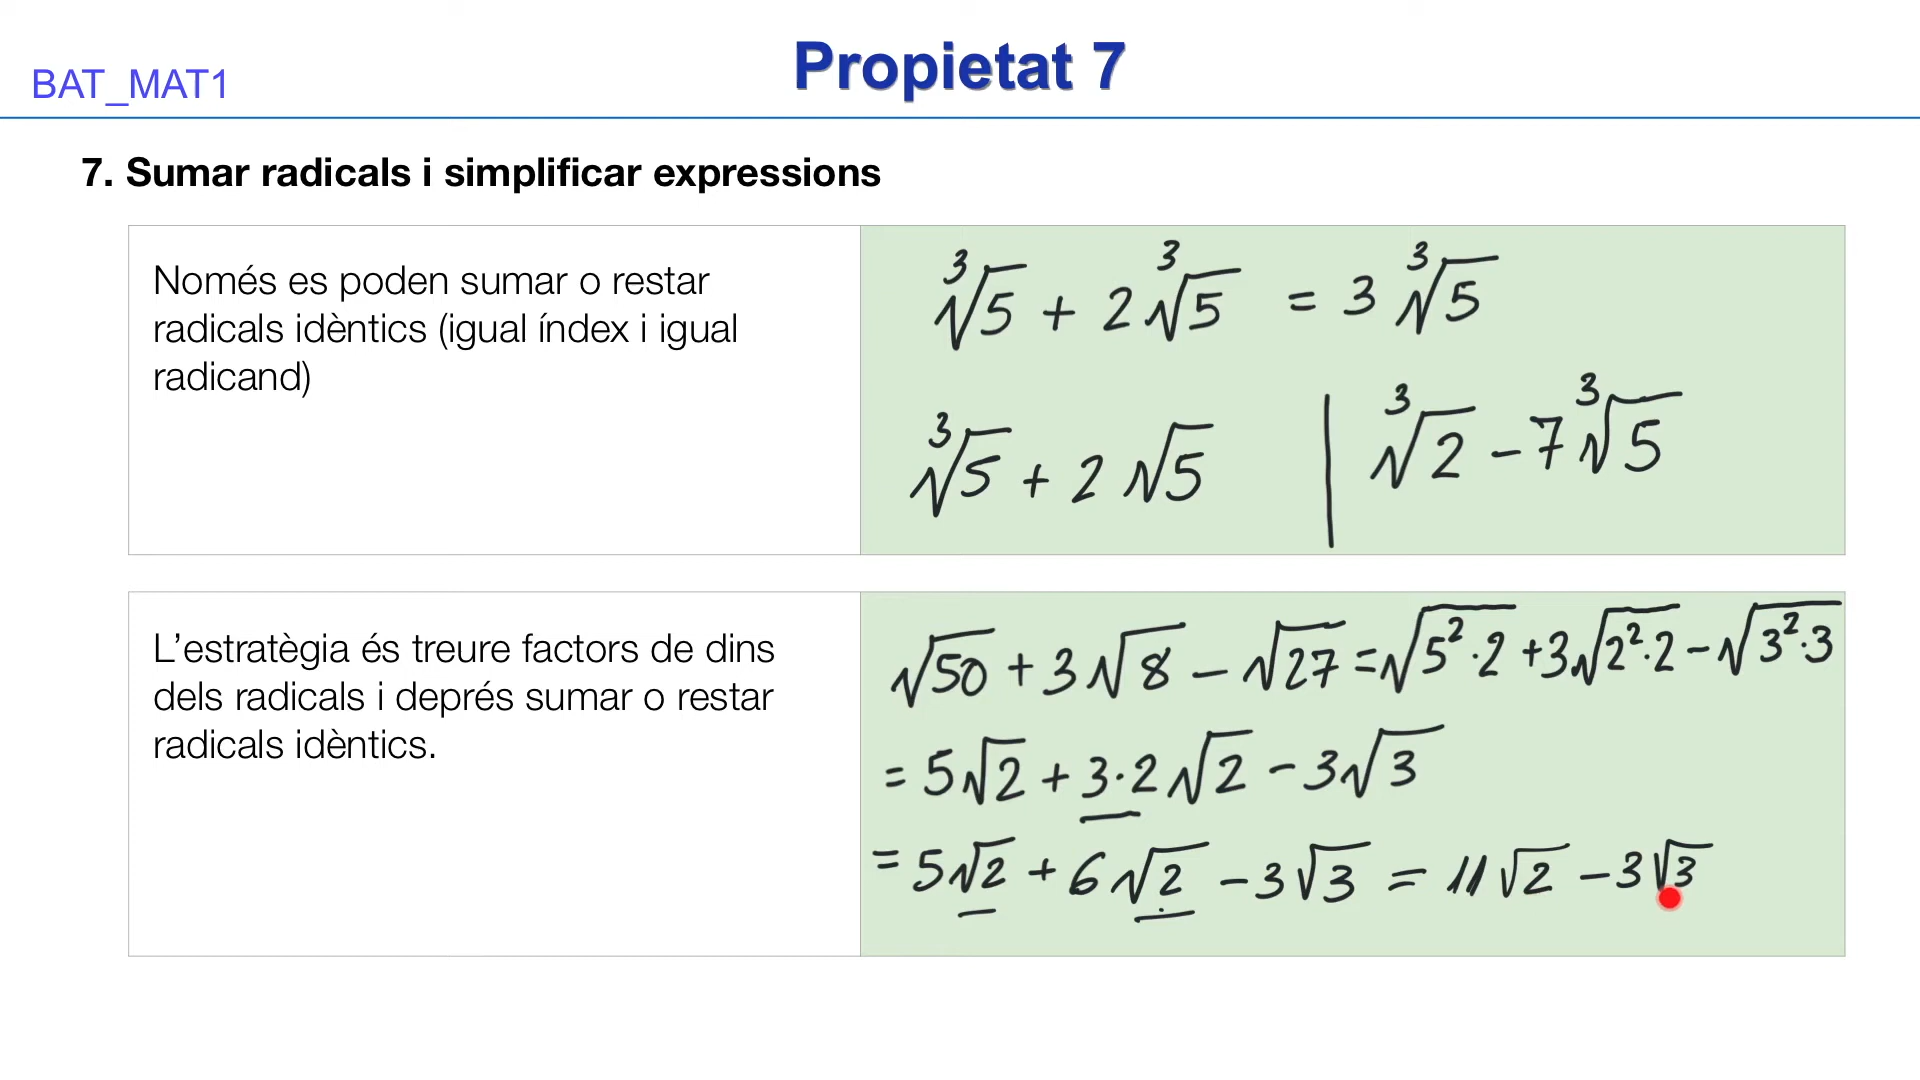 BAT_MAT1
Propietat 7
7. Sumar radicals i simplificar expressions
Només es poden sumar o restar
radicals idèntics (igual índex i igual
radicand)
∛5 + 2∛5 = 3∛5
∛5 + 2√5 | ∛2 − 7∛5
L’estratègia és treure factors de dins
dels radicals i deprés sumar o restar
radicals idèntics.
√50 + 3√8 − √27 = √(5²·2) + 3√(2²·2) − √(3²·3)
= 5√2 + 3·2√2 − 3√3
= 5√2 + 6√2 − 3√3 = 11√2 − 3√3